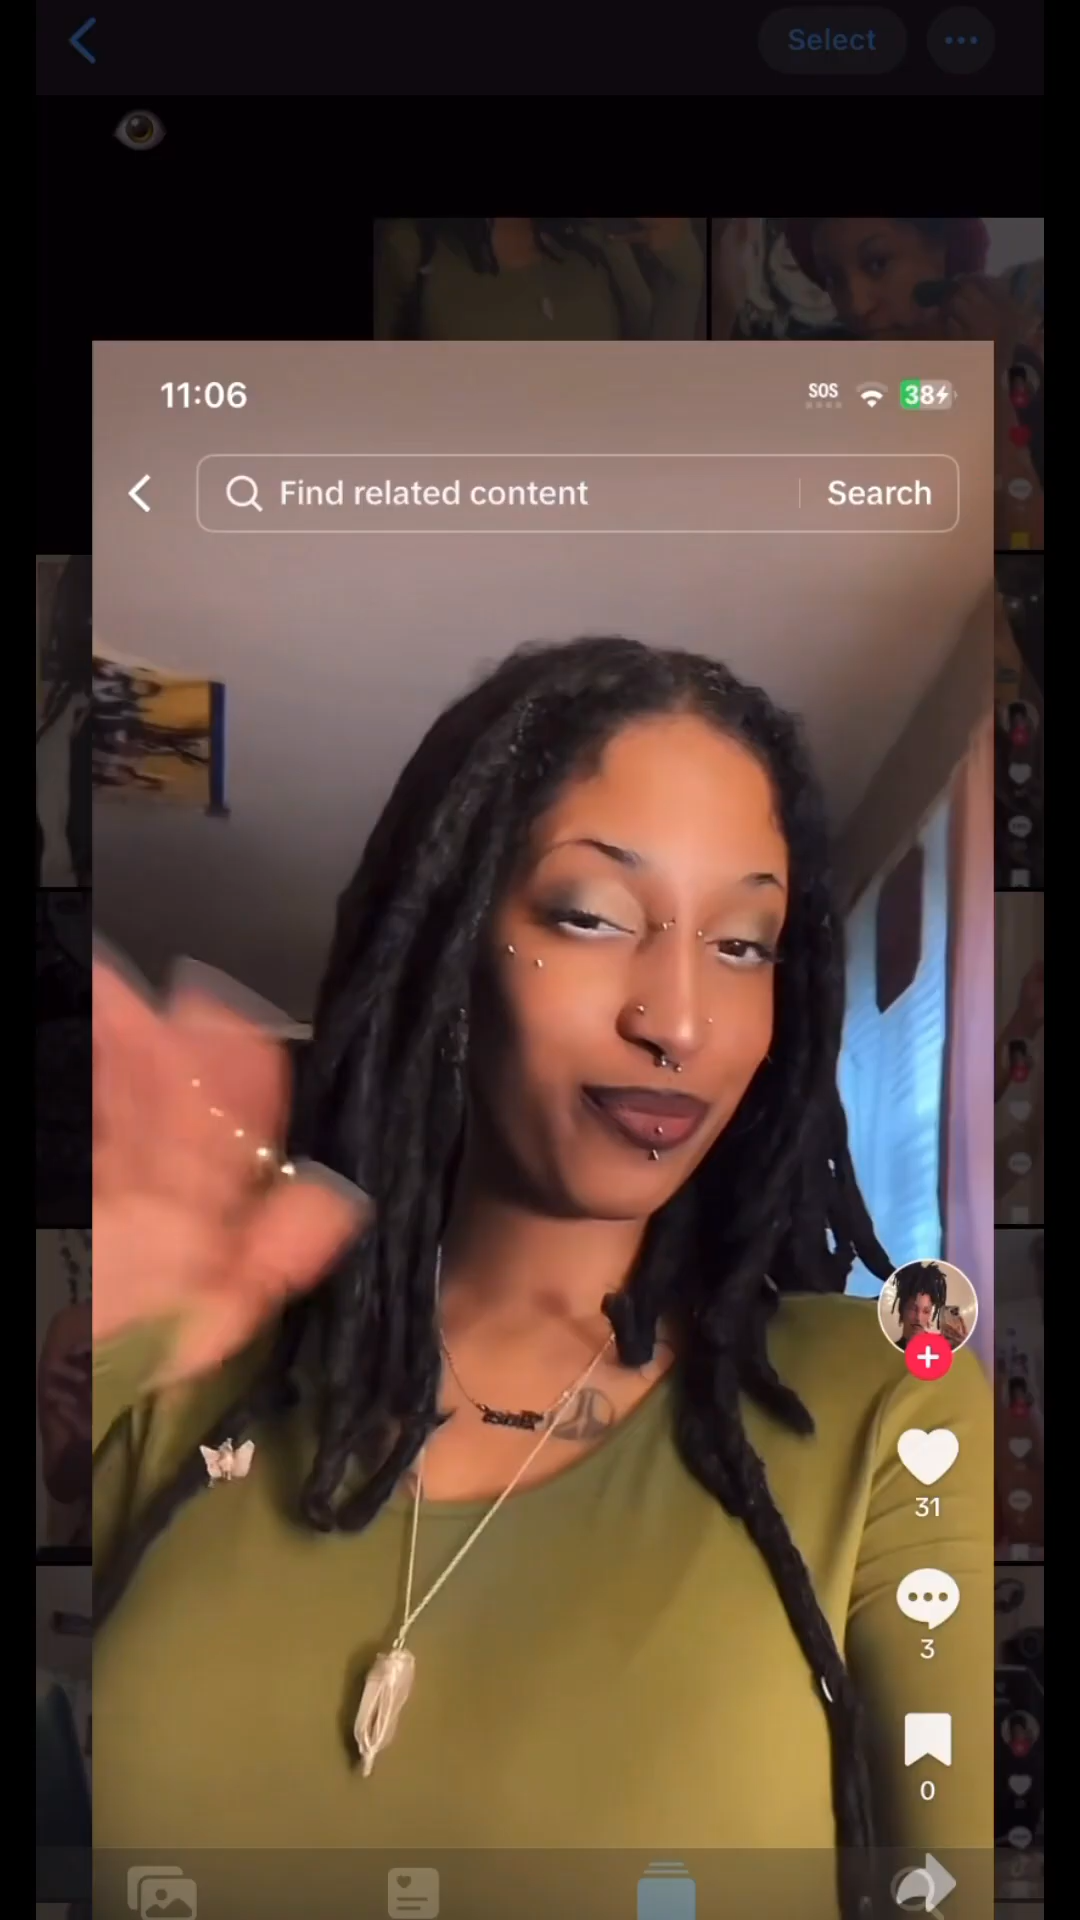 Select
11:06
SOS
38
Find related content
Search
31
3
0